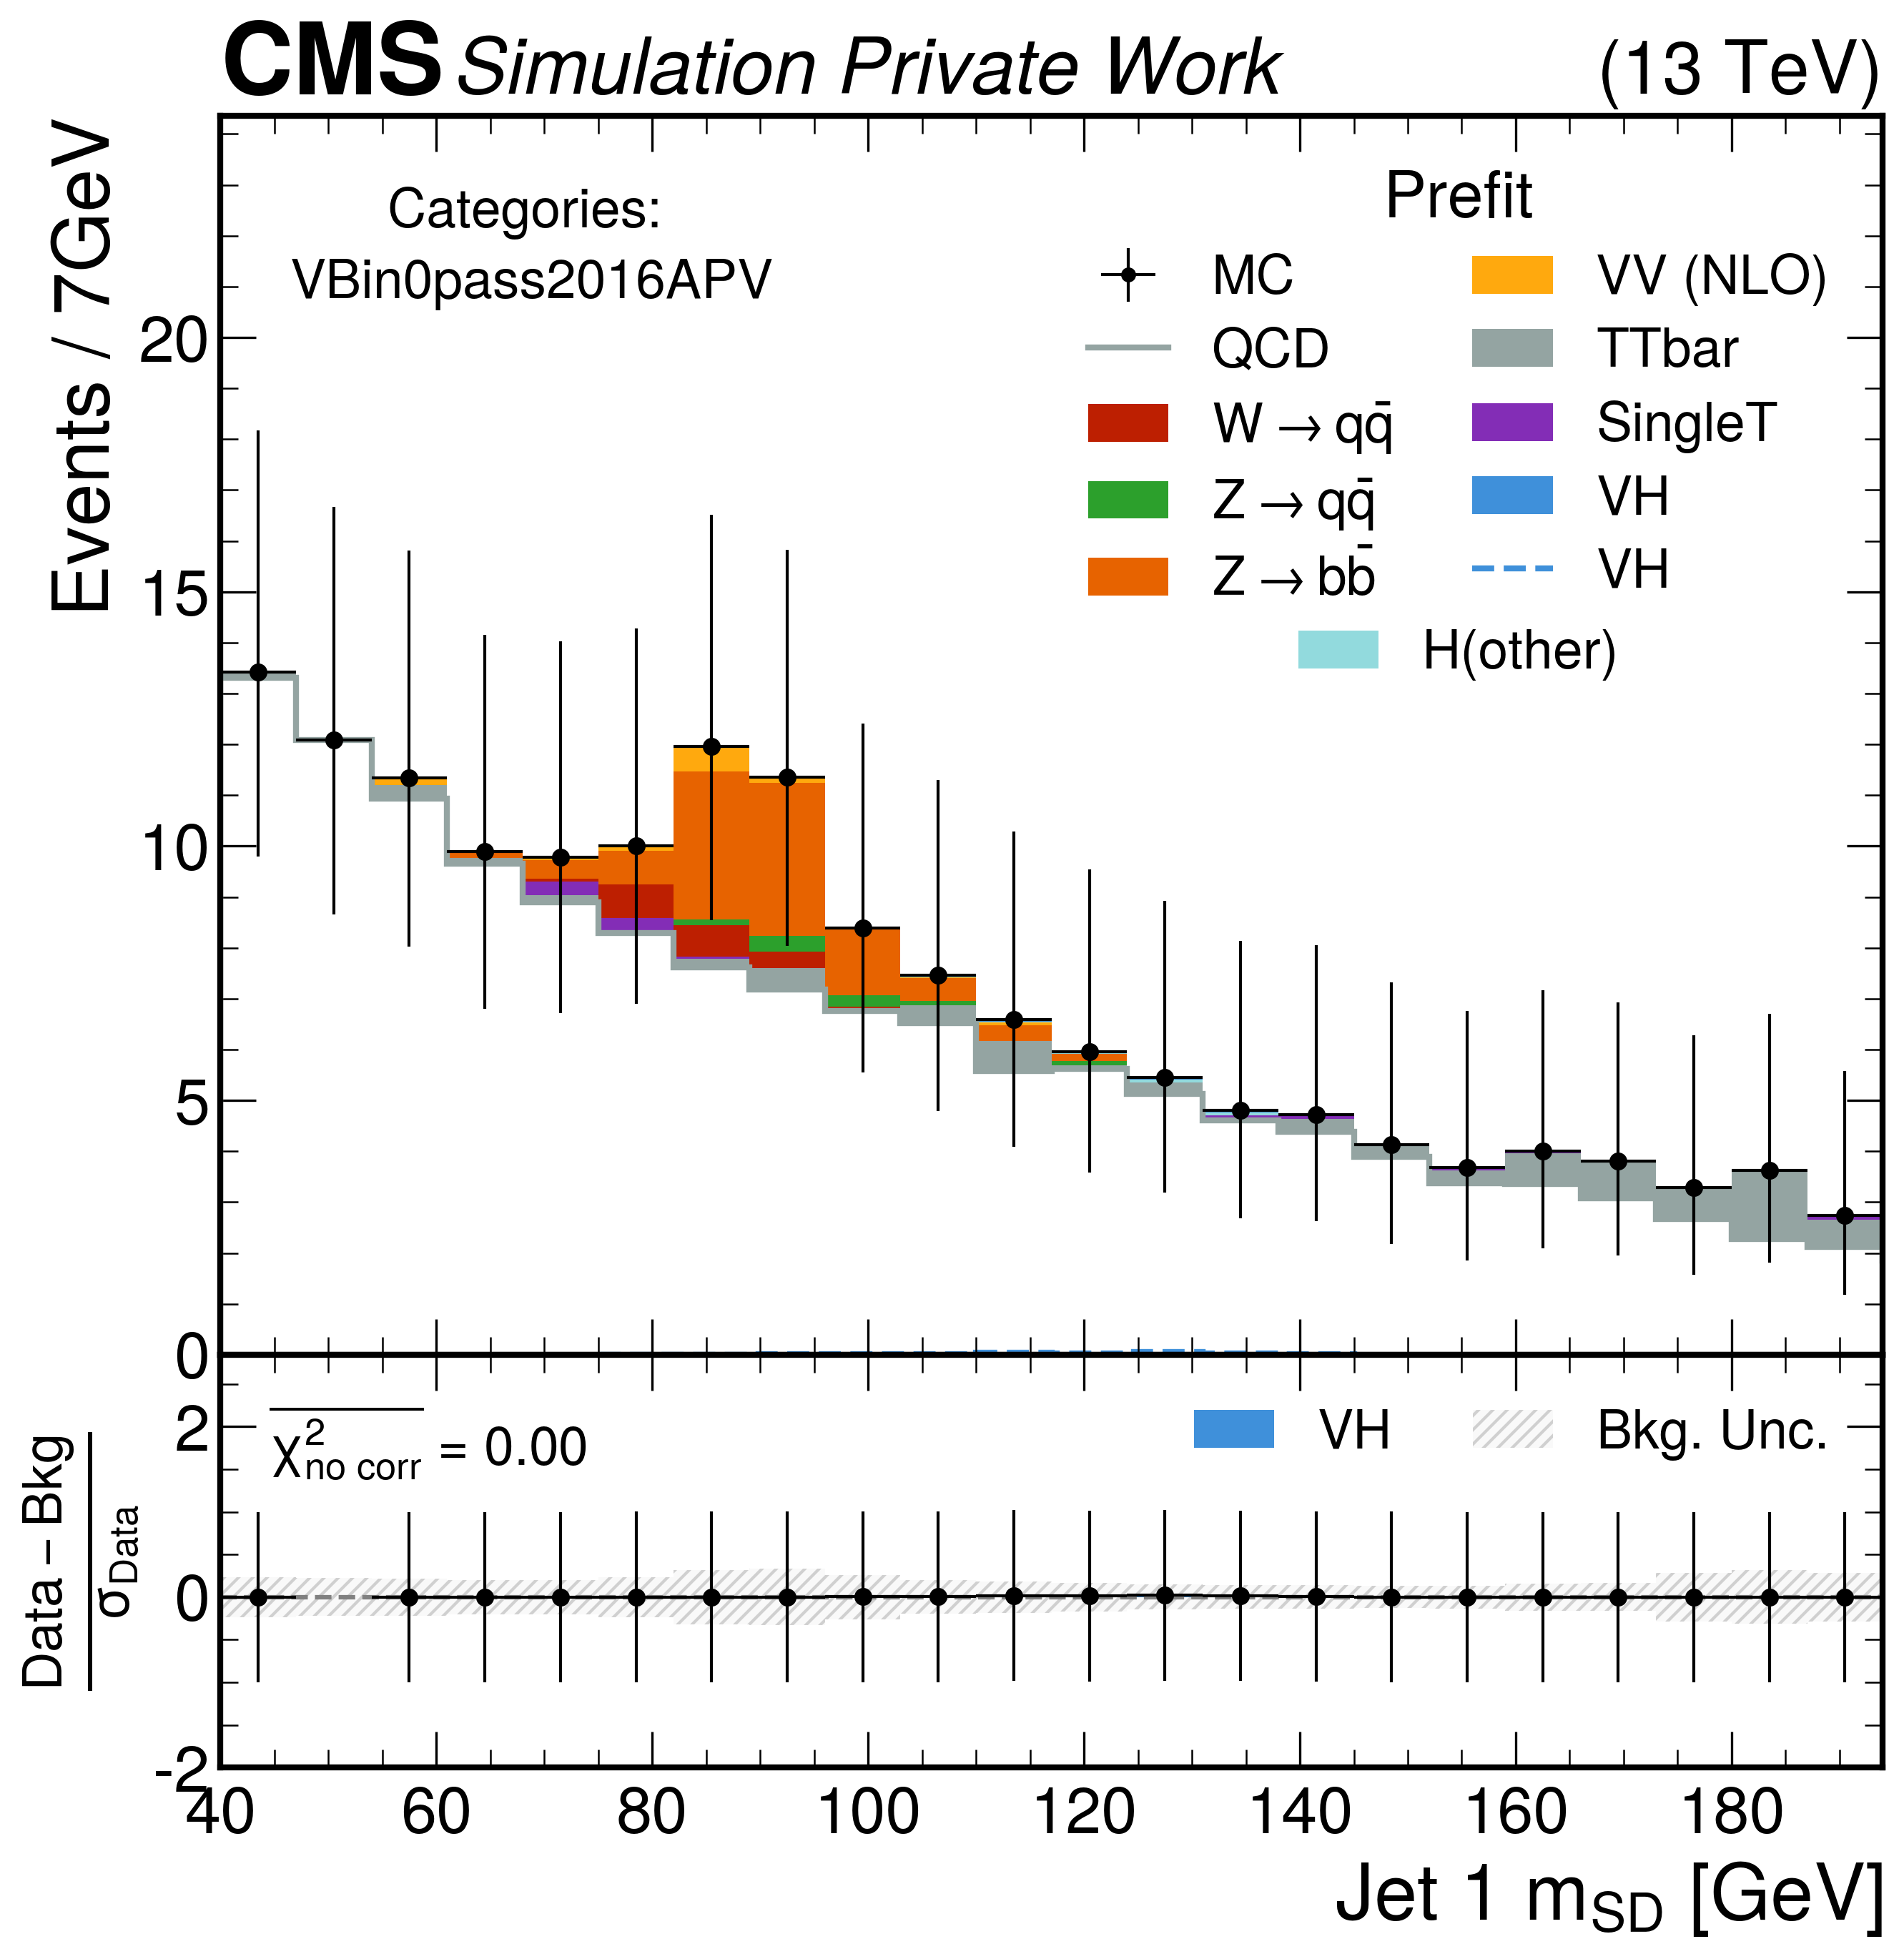 CMS Simulation Private Work (13 TeV)
Events / 7GeV
Categories:
VBin0pass2016APV
Prefit
MC
QCD
W → qq̄
Z → qq̄
Z → bb̄
VV (NLO)
TTbar
SingleT
VH
VH
H(other)
20
15
10
5
0
Data − Bkg
σData
χ²no corr = 0.00
VH
Bkg. Unc.
2
0
-2
40 60 80 100 120 140 160 180
Jet 1 mSD [GeV]